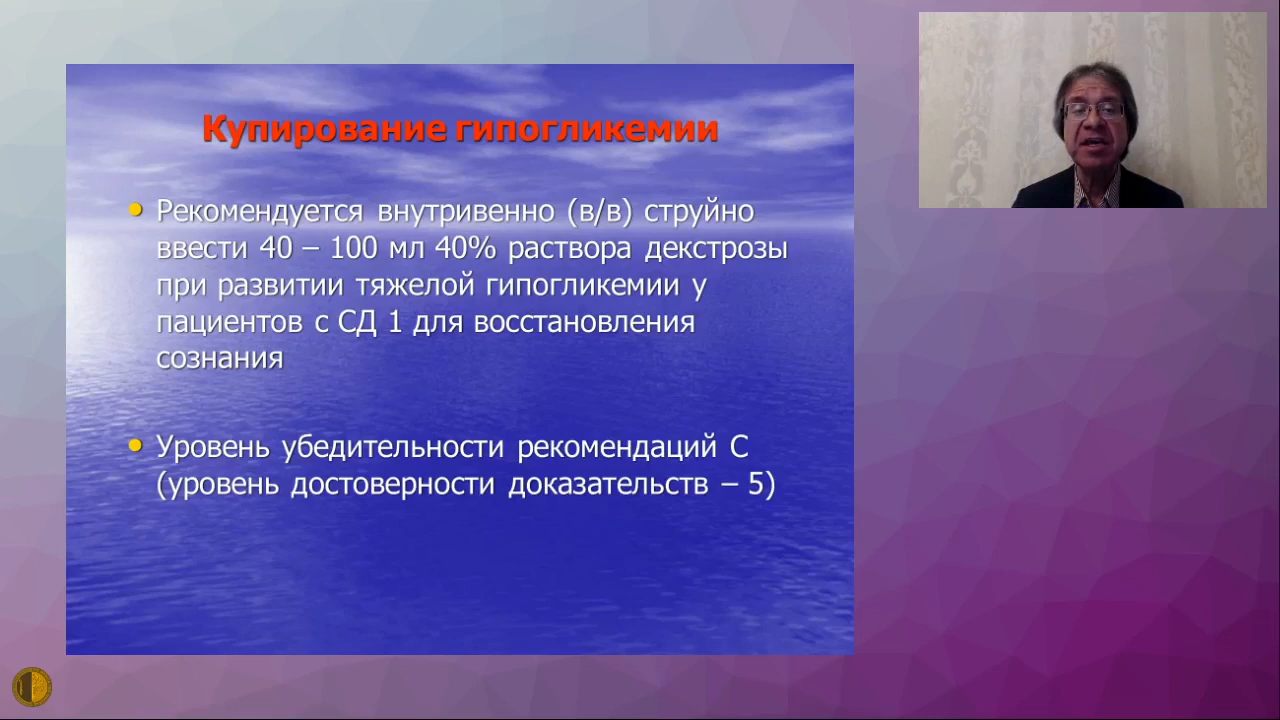 Купирование гипогликемии
Рекомендуется внутривенно (в/в) струйно
ввести 40 – 100 мл 40% раствора декстрозы
при развитии тяжелой гипогликемии у
пациентов с СД 1 для восстановления
сознания
Уровень убедительности рекомендаций С
(уровень достоверности доказательств – 5)